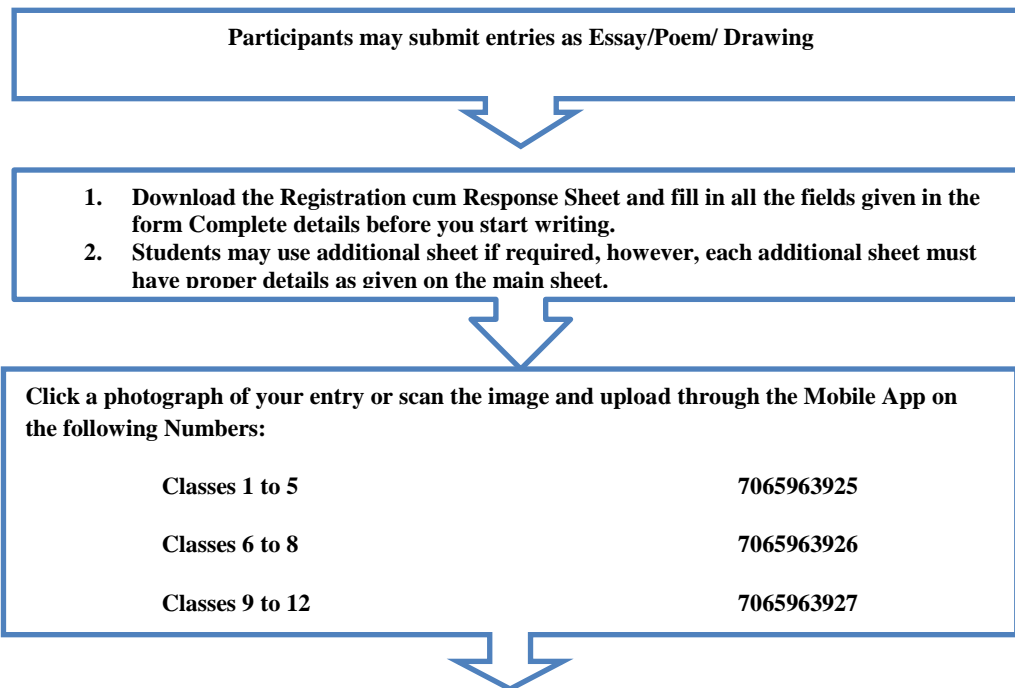 Participants may submit entries as Essay/Poem/ Drawing
1. Download the Registration cum Response Sheet and fill in all the fields given in the
form Complete details before you start writing.
2. Students may use additional sheet if required, however, each additional sheet must
have proper details as given on the main sheet.
Click a photograph of your entry or scan the image and upload through the Mobile App on
the following Numbers:
Classes 1 to 5 7065963925
Classes 6 to 8 7065963926
Classes 9 to 12 7065963927